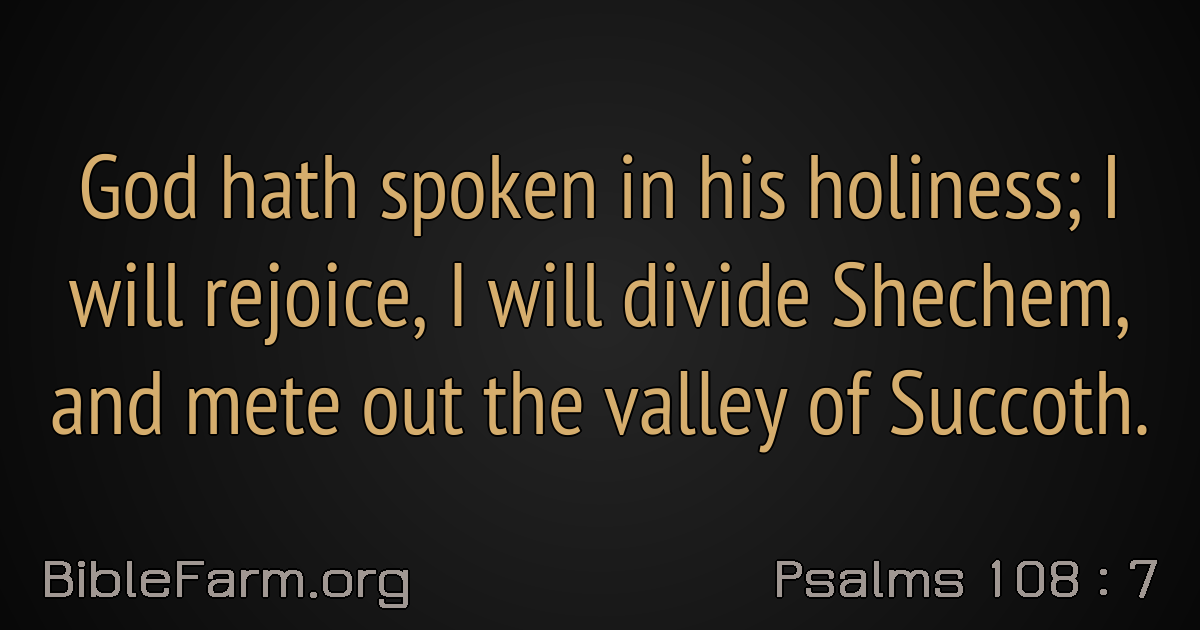 God hath spoken in his holiness; I
will rejoice, I will divide Shechem,
and mete out the valley of Succoth.
BibleFarm.org
Psalms 108 : 7